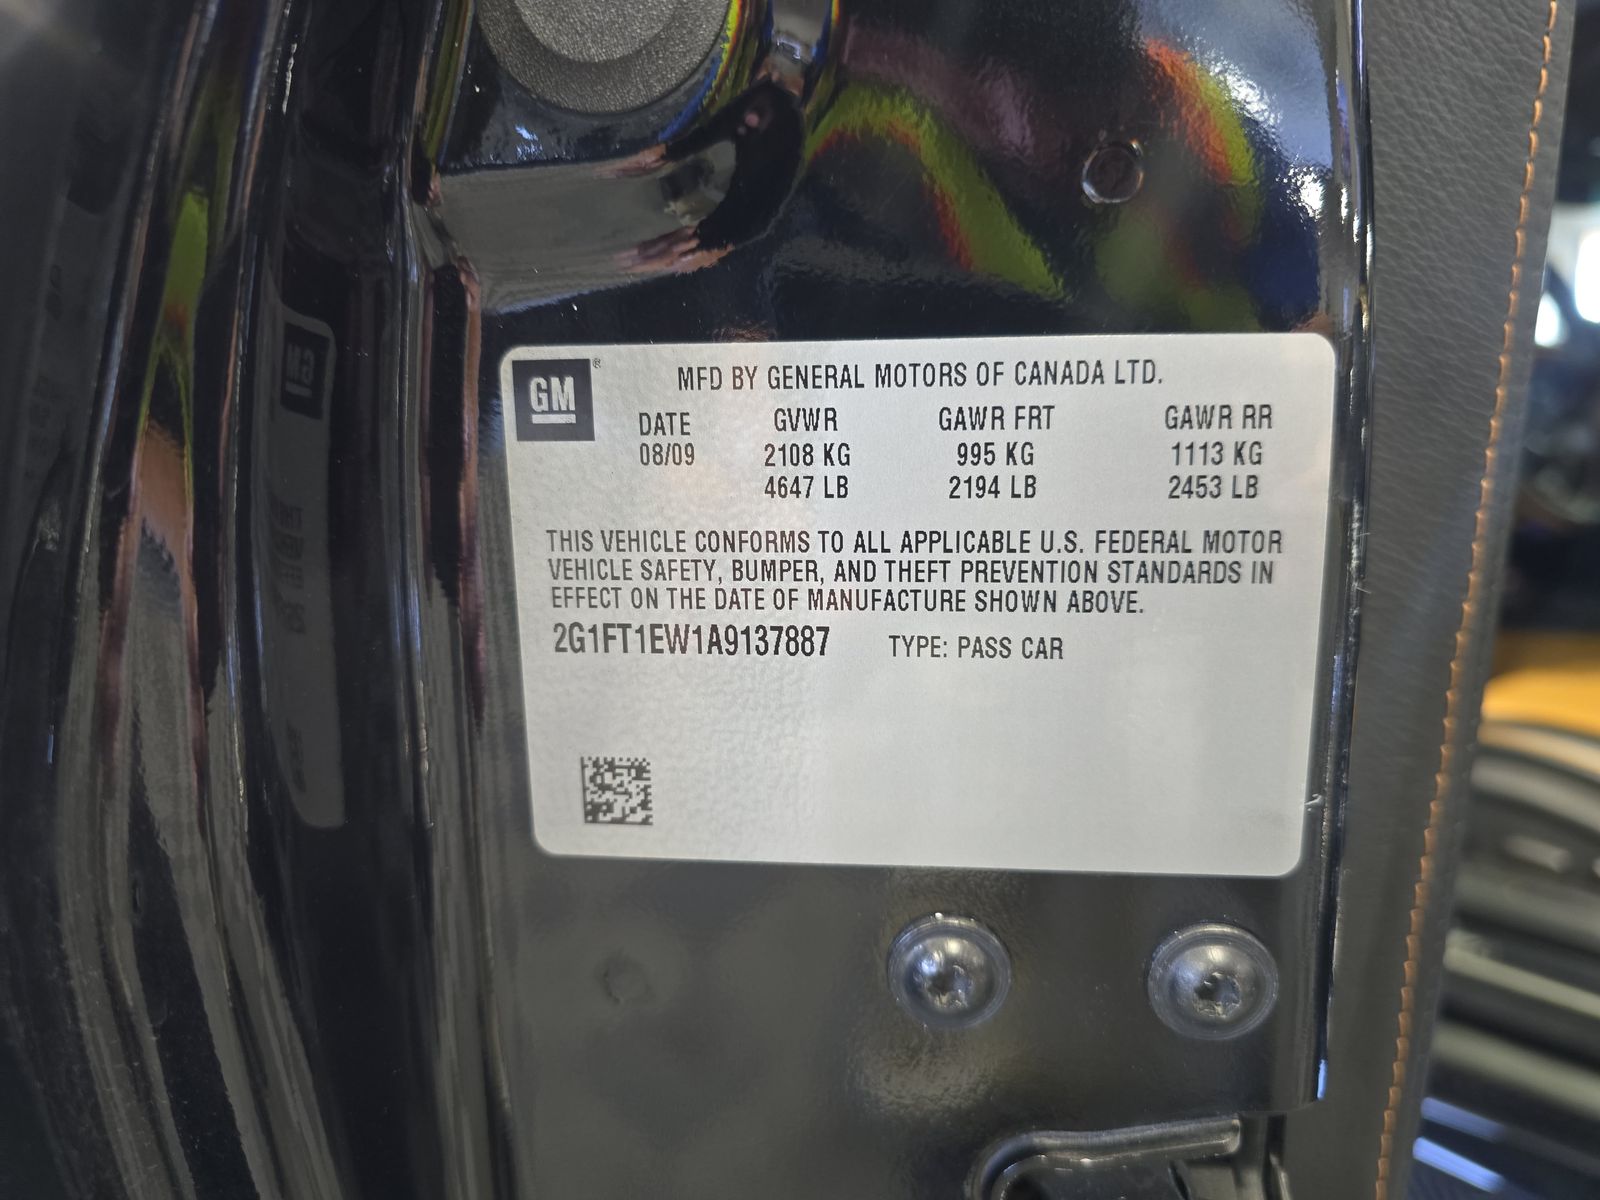 GM ®
MFD BY GENERAL MOTORS OF CANADA LTD.
DATE GVWR GAWR FRT GAWR RR
08/09 2108 KG 995 KG 1113 KG
4647 LB 2194 LB 2453 LB
THIS VEHICLE CONFORMS TO ALL APPLICABLE U.S. FEDERAL MOTOR
VEHICLE SAFETY, BUMPER, AND THEFT PREVENTION STANDARDS IN
EFFECT ON THE DATE OF MANUFACTURE SHOWN ABOVE.
2G1FT1EW1A9137887 TYPE: PASS CAR